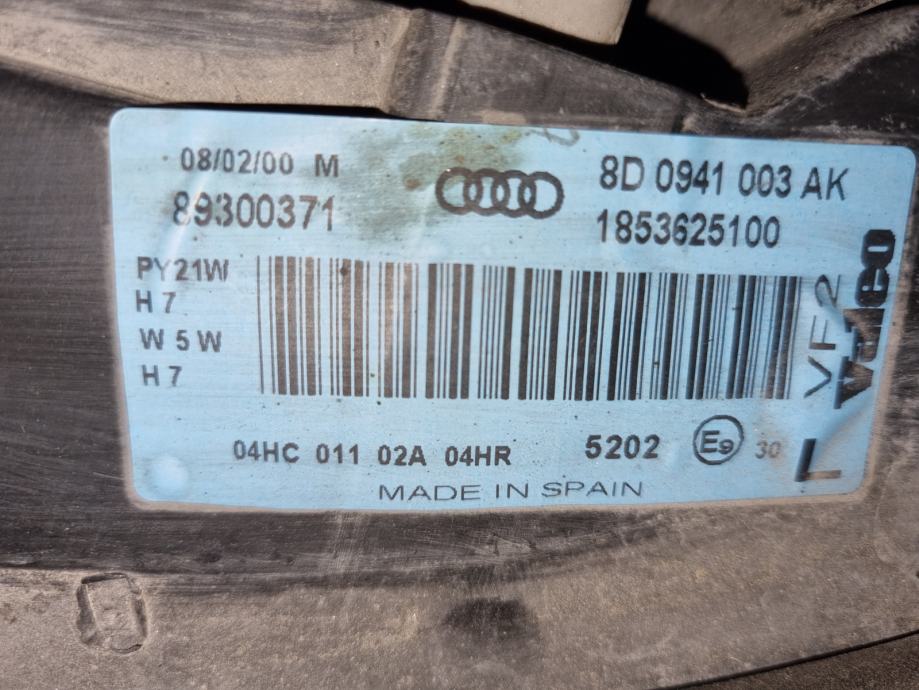 08/02/00 M
89300371
8D 0941 003 AK
1853625100
PY21W
H 7
W 5 W
H 7
L VF2
Valeo
04HC 011 02A 04HR 5202 E9 30
MADE IN SPAIN